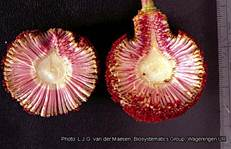 Photo: L.J.G. van der Maesen, Biosystematics Group, Wageningen UR